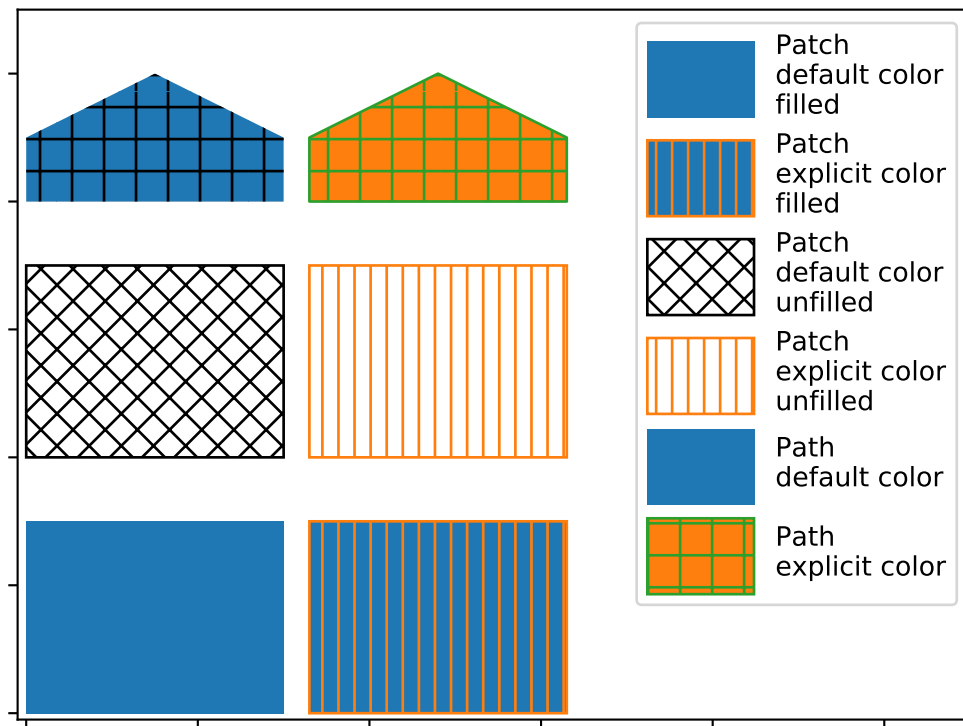 Patch
default color
filled
Patch
explicit color
filled
Patch
default color
unfilled
Patch
explicit color
unfilled
Path
default color
Path
explicit color